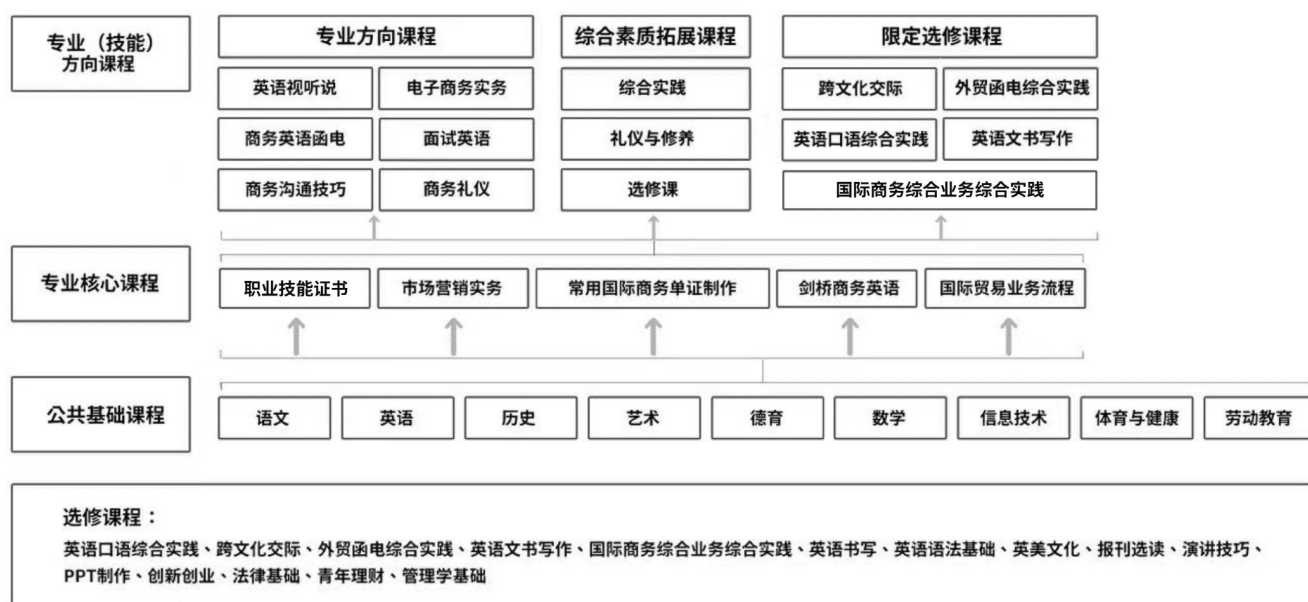 专业（技能）
方向课程
专业方向课程
综合素质拓展课程
限定选修课程
英语视听说
电子商务实务
综合实践
跨文化交际
外贸函电综合实践
商务英语函电
面试英语
礼仪与修养
英语口语综合实践
英语文书写作
商务沟通技巧
商务礼仪
选修课
国际商务综合业务综合实践
专业核心课程
职业技能证书
市场营销实务
常用国际商务单证制作
剑桥商务英语
国际贸易业务流程
公共基础课程
语文
英语
历史
艺术
德育
数学
信息技术
体育与健康
劳动教育
选修课程：
英语口语综合实践、跨文化交际、外贸函电综合实践、英语文书写作、国际商务综合业务综合实践、英语书写、英语语法基础、英美文化、报刊选读、演讲技巧、
PPT制作、创新创业、法律基础、青年理财、管理学基础